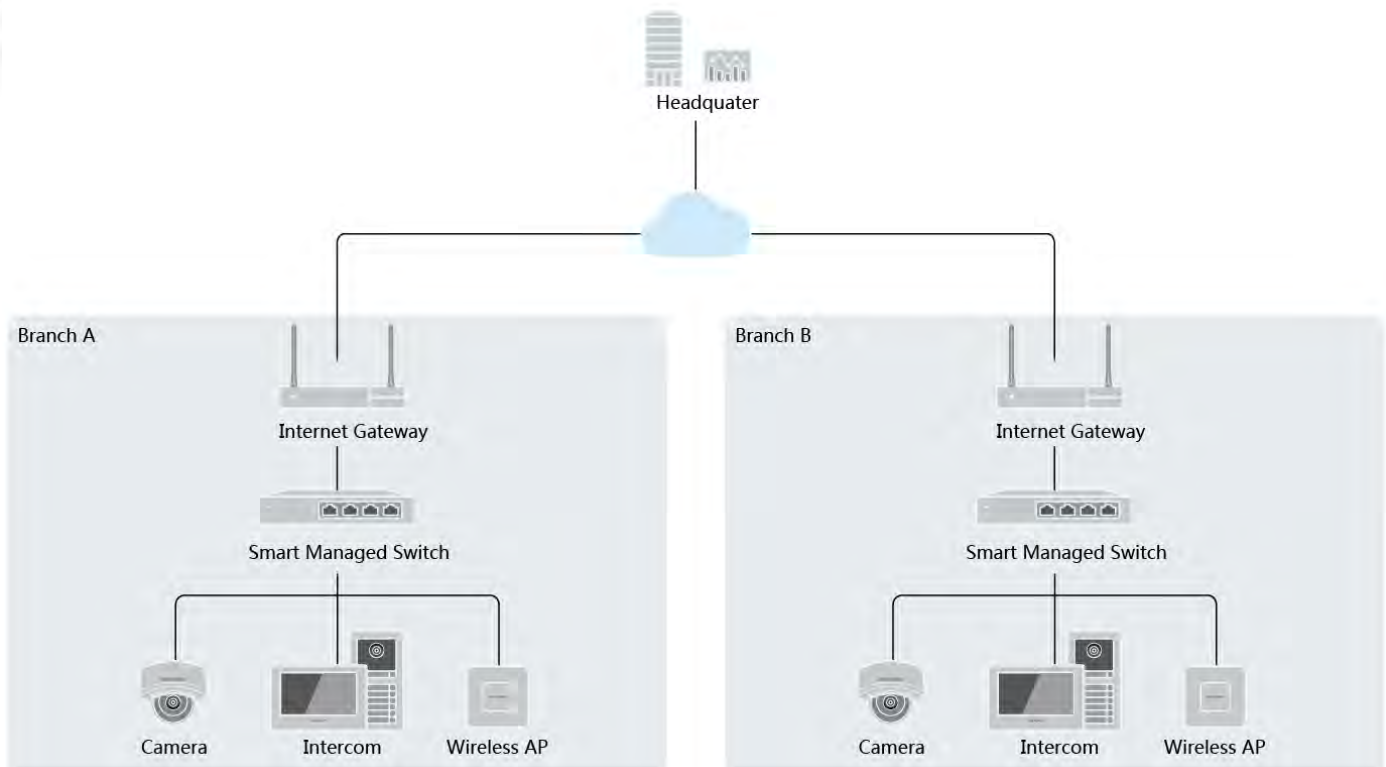 Headquater
Branch A
Internet Gateway
Smart Managed Switch
Camera
Intercom
Wireless AP
Branch B
Internet Gateway
Smart Managed Switch
Camera
Intercom
Wireless AP